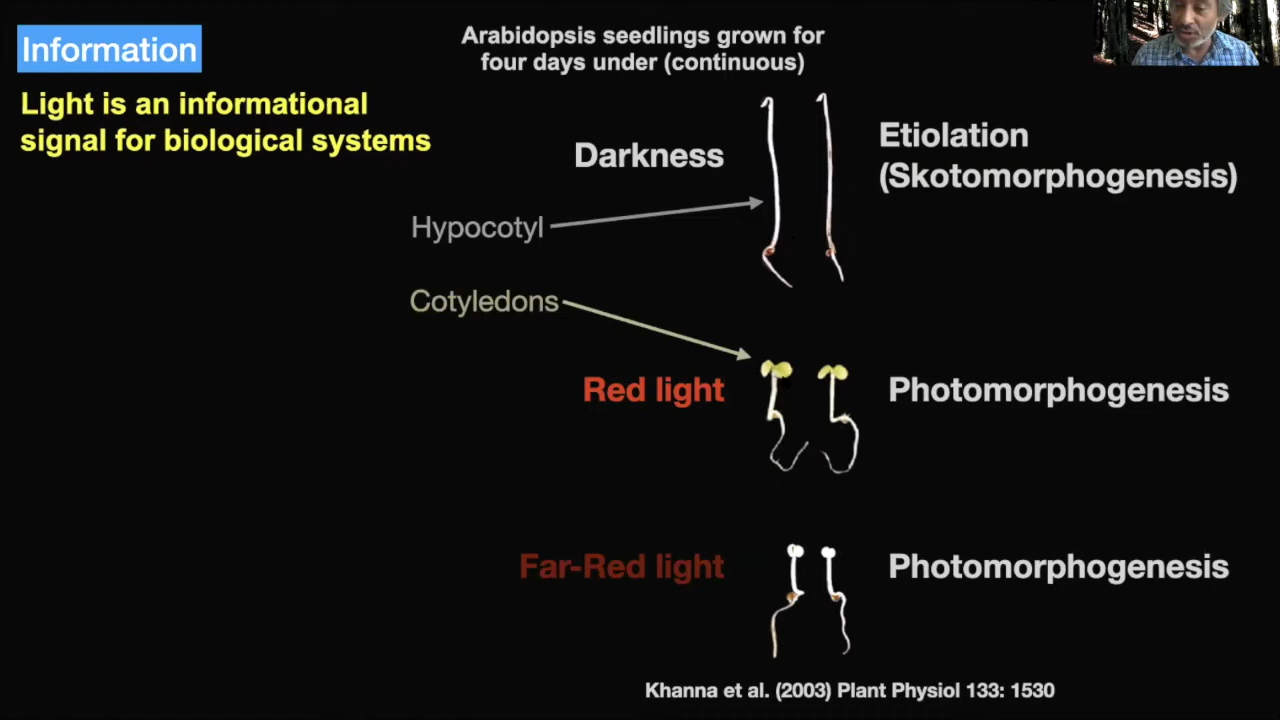 Information
Light is an informational
signal for biological systems
Arabidopsis seedlings grown for
four days under (continuous)
Darkness
Etiolation
(Skotomorphogenesis)
Hypocotyl
Cotyledons
Red light
Photomorphogenesis
Far-Red light
Photomorphogenesis
Khanna et al. (2003) Plant Physiol 133: 1530